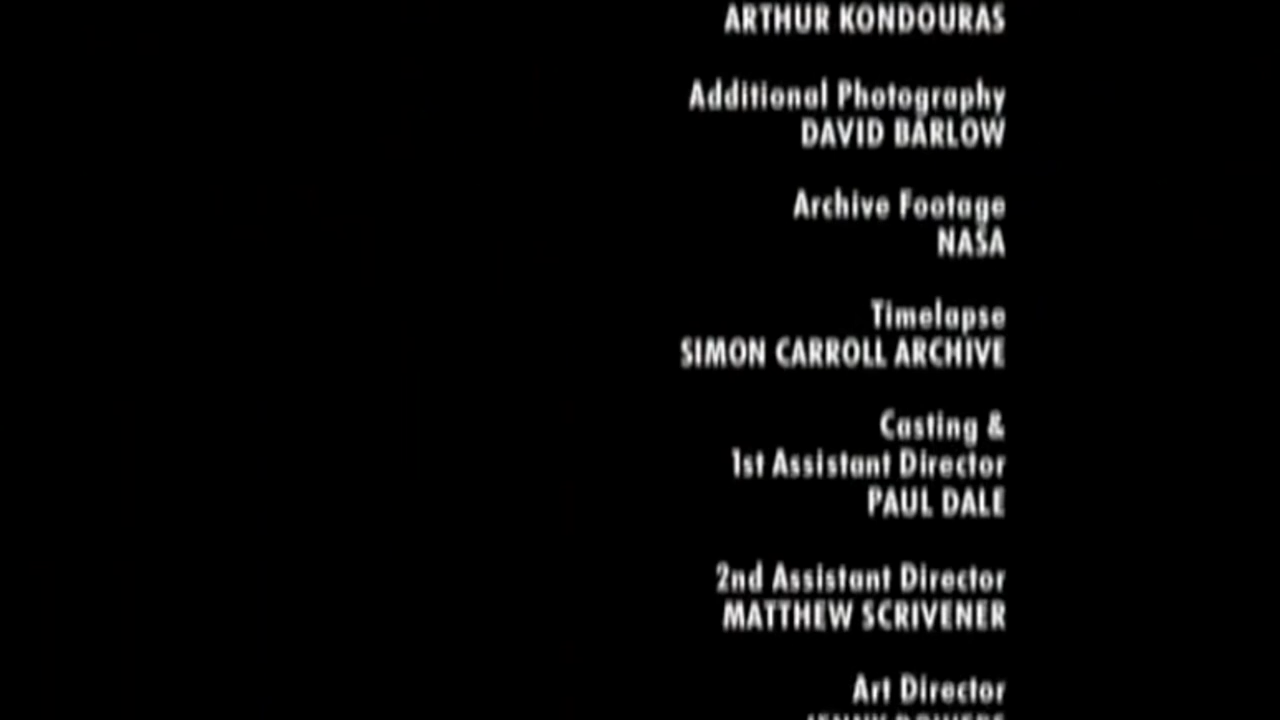 ARTHUR KONDOURAS
Additional Photography
DAVID BARLOW
Archive Footage
NASA
Timelapse
SIMON CARROLL ARCHIVE
Casting &
1st Assistant Director
PAUL DALE
2nd Assistant Director
MATTHEW SCRIVENER
Art Director